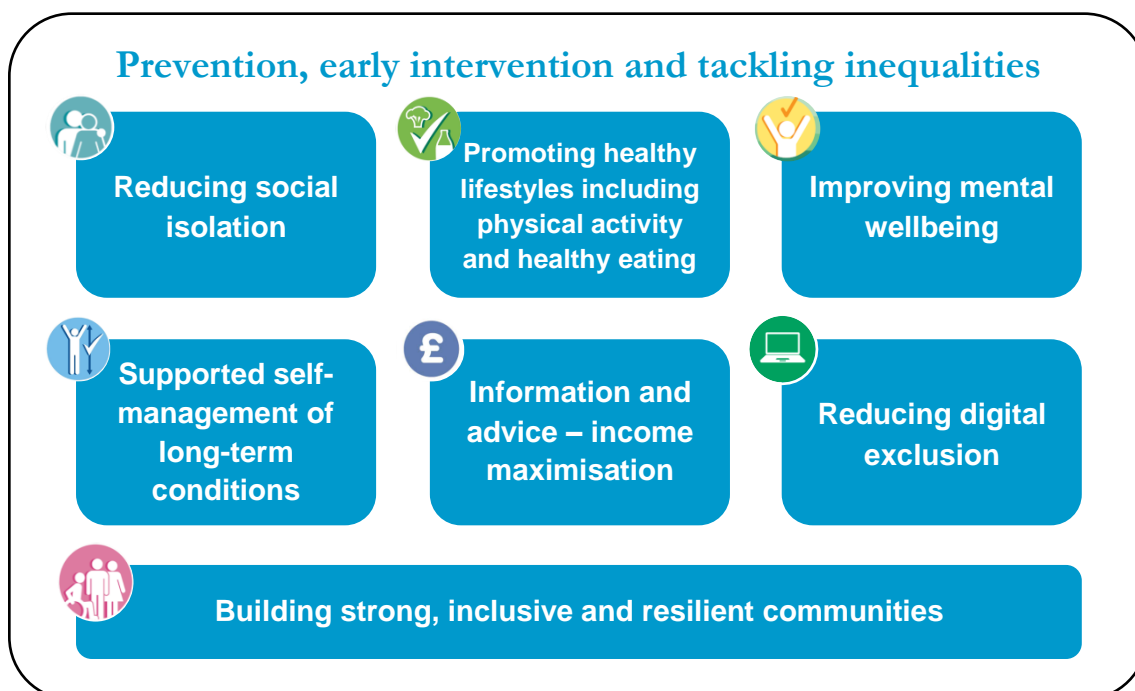 Prevention, early intervention and tackling inequalities
Reducing social
isolation
Promoting healthy
lifestyles including
physical activity
and healthy eating
Improving mental
wellbeing
Supported self-
management of
long-term
conditions
£
Information and
advice – income
maximisation
Reducing digital
exclusion
Building strong, inclusive and resilient communities